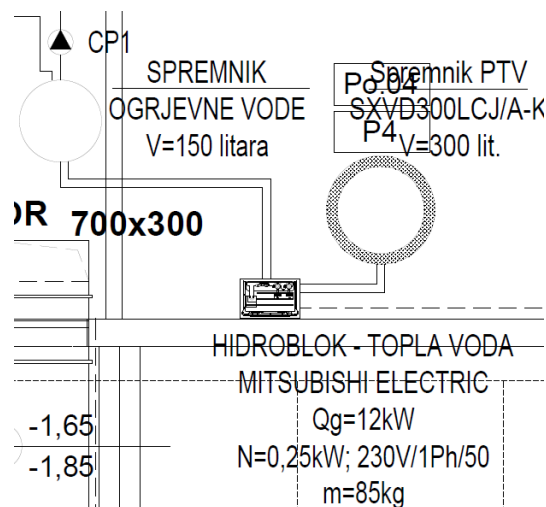 CP1
SPREMNIK
OGRJEVNE VODE
V=150 litara
Po.04
P4
Spremnik PTV
SXVD300LCJ/A-K
V=300 lit.
OR
700x300
HIDROBLOK - TOPLA VODA
MITSUBISHI ELECTRIC
Qg=12kW
N=0,25kW; 230V/1Ph/50
m=85kg
-1,65
-1,85